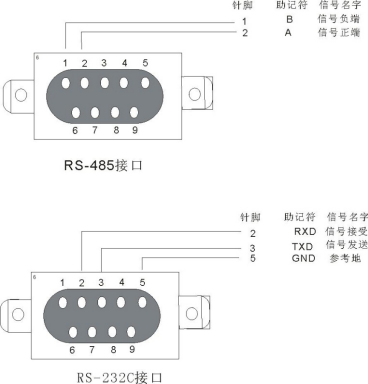 针脚 助记符 信号名字
1 B 信号负端
2 A 信号正端
6
1 2 3 4 5
6 7 8 9
RS-485接口
针脚 助记符 信号名字
2 RXD 信号接受
3 TXD 信号发送
5 GND 参考地
6
1 2 3 4 5
6 7 8 9
RS-232C接口